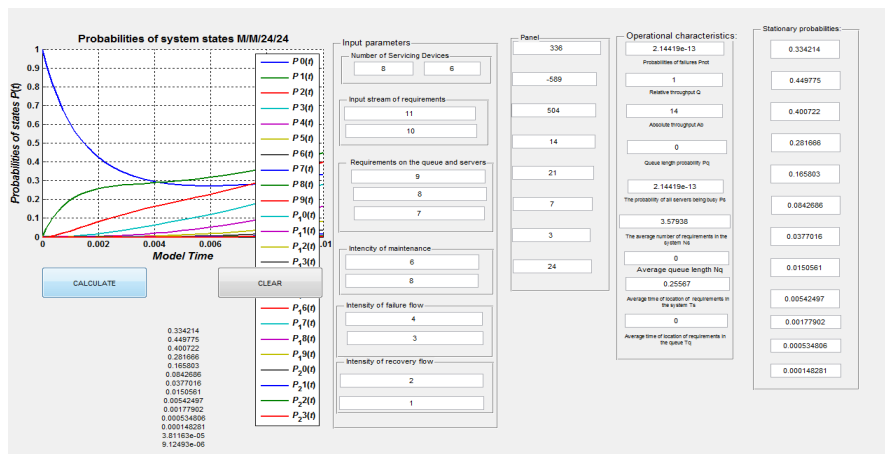 Probabilities of system states M/M/24/24
Probabilities of states P(t)
1
0.9
0.8
0.7
0.6
0.5
0.4
0.3
0.2
0.1
0
0
0.002
0.004
0.006
.01
Model Time
P0(t)
P1(t)
P2(t)
P3(t)
P4(t)
P5(t)
P6(t)
P7(t)
P8(t)
P9(t)
P10(t)
P11(t)
P12(t)
P13(t)
P16(t)
P17(t)
P18(t)
P19(t)
P20(t)
P21(t)
P22(t)
P23(t)
CALCULATE
CLEAR
0.334214
0.449775
0.400722
0.281666
0.165803
0.0842686
0.0377016
0.0150561
0.00542497
0.00177902
0.000534806
0.000148281
3.81163e-05
9.12493e-06
Input parameters
Number of Servicing Devices
8 6
Input stream of requirements
11
10
Requirements on the queue and servers
9
8
7
Intencity of maintenance
6
8
Intensity of failure flow
4
3
Intensity of recovery flow
2
1
Panel
336
-589
504
14
21
7
3
24
Operational characteristics:
2.14419e-13
Probabilities of failures Pnot
1
Relative throughput Q
14
Absolute throughput Ao
0
Queue length probability Pq
2.14419e-13
The probability of all servers being busy Ps
3.57938
The average number of requirements in the
system Ns
0
Average queue length Nq
0.25567
Average time of location of requirements in
the system Ts
0
Average time of location of requirements in
the queue Tq
Stationary probabilities:
0.334214
0.449775
0.400722
0.281666
0.165803
0.0842686
0.0377016
0.0150561
0.00542497
0.00177902
0.000534806
0.000148281